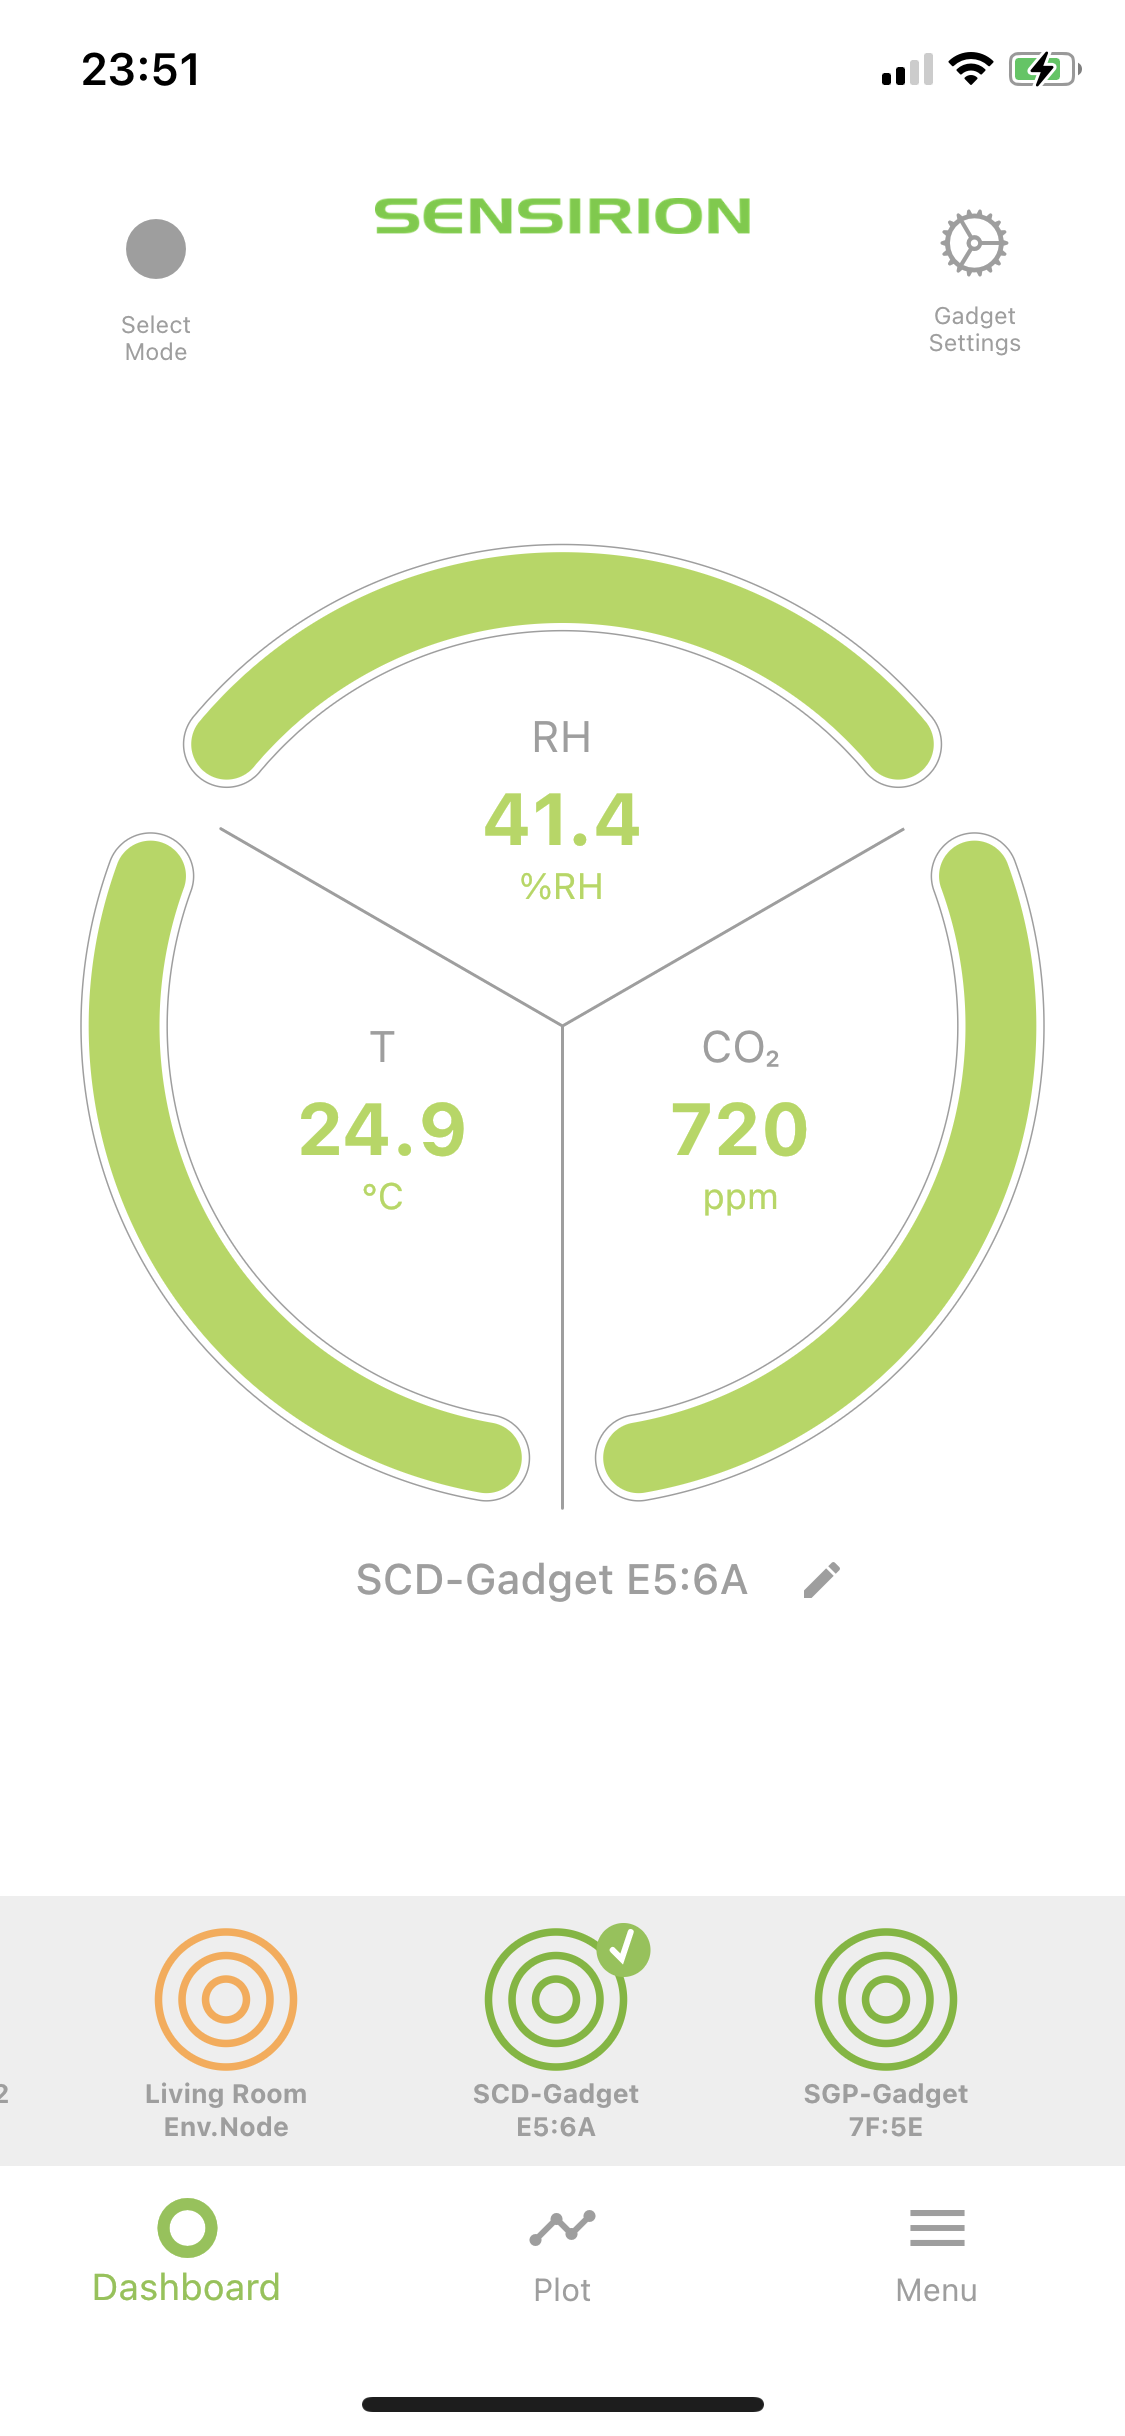 23:51
SENSIRION
Select
Mode
Gadget
Settings
RH
41.4
%RH
T
24.9
°C
CO₂
720
ppm
SCD-Gadget E5:6A
2
Living Room
Env.Node
SCD-Gadget
E5:6A
SGP-Gadget
7F:5E
Dashboard
Plot
Menu